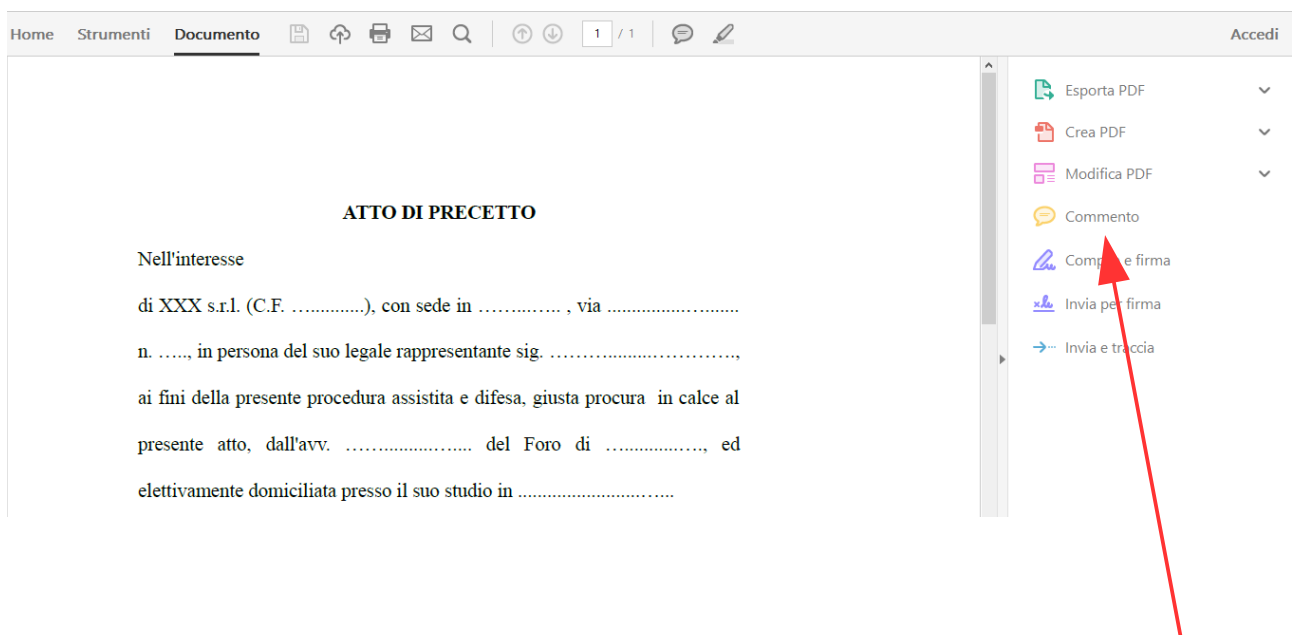 Home Strumenti Documento 1 / 1 Accedi
ATTO DI PRECETTO
Nell'interesse
di XXX s.r.l. (C.F. …...........), con sede in ……...….. , via ................…........
n. ….., in persona del suo legale rappresentante sig. ……….........………….,
ai fini della presente procedura assistita e difesa, giusta procura in calce al
presente atto, dall'avv. ……..........…..... del Foro di ….............…., ed
elettivamente domiciliata presso il suo studio in .........................…...
Esporta PDF
Crea PDF
Modifica PDF
Commento
e firma
Invia per firma
Invia e traccia